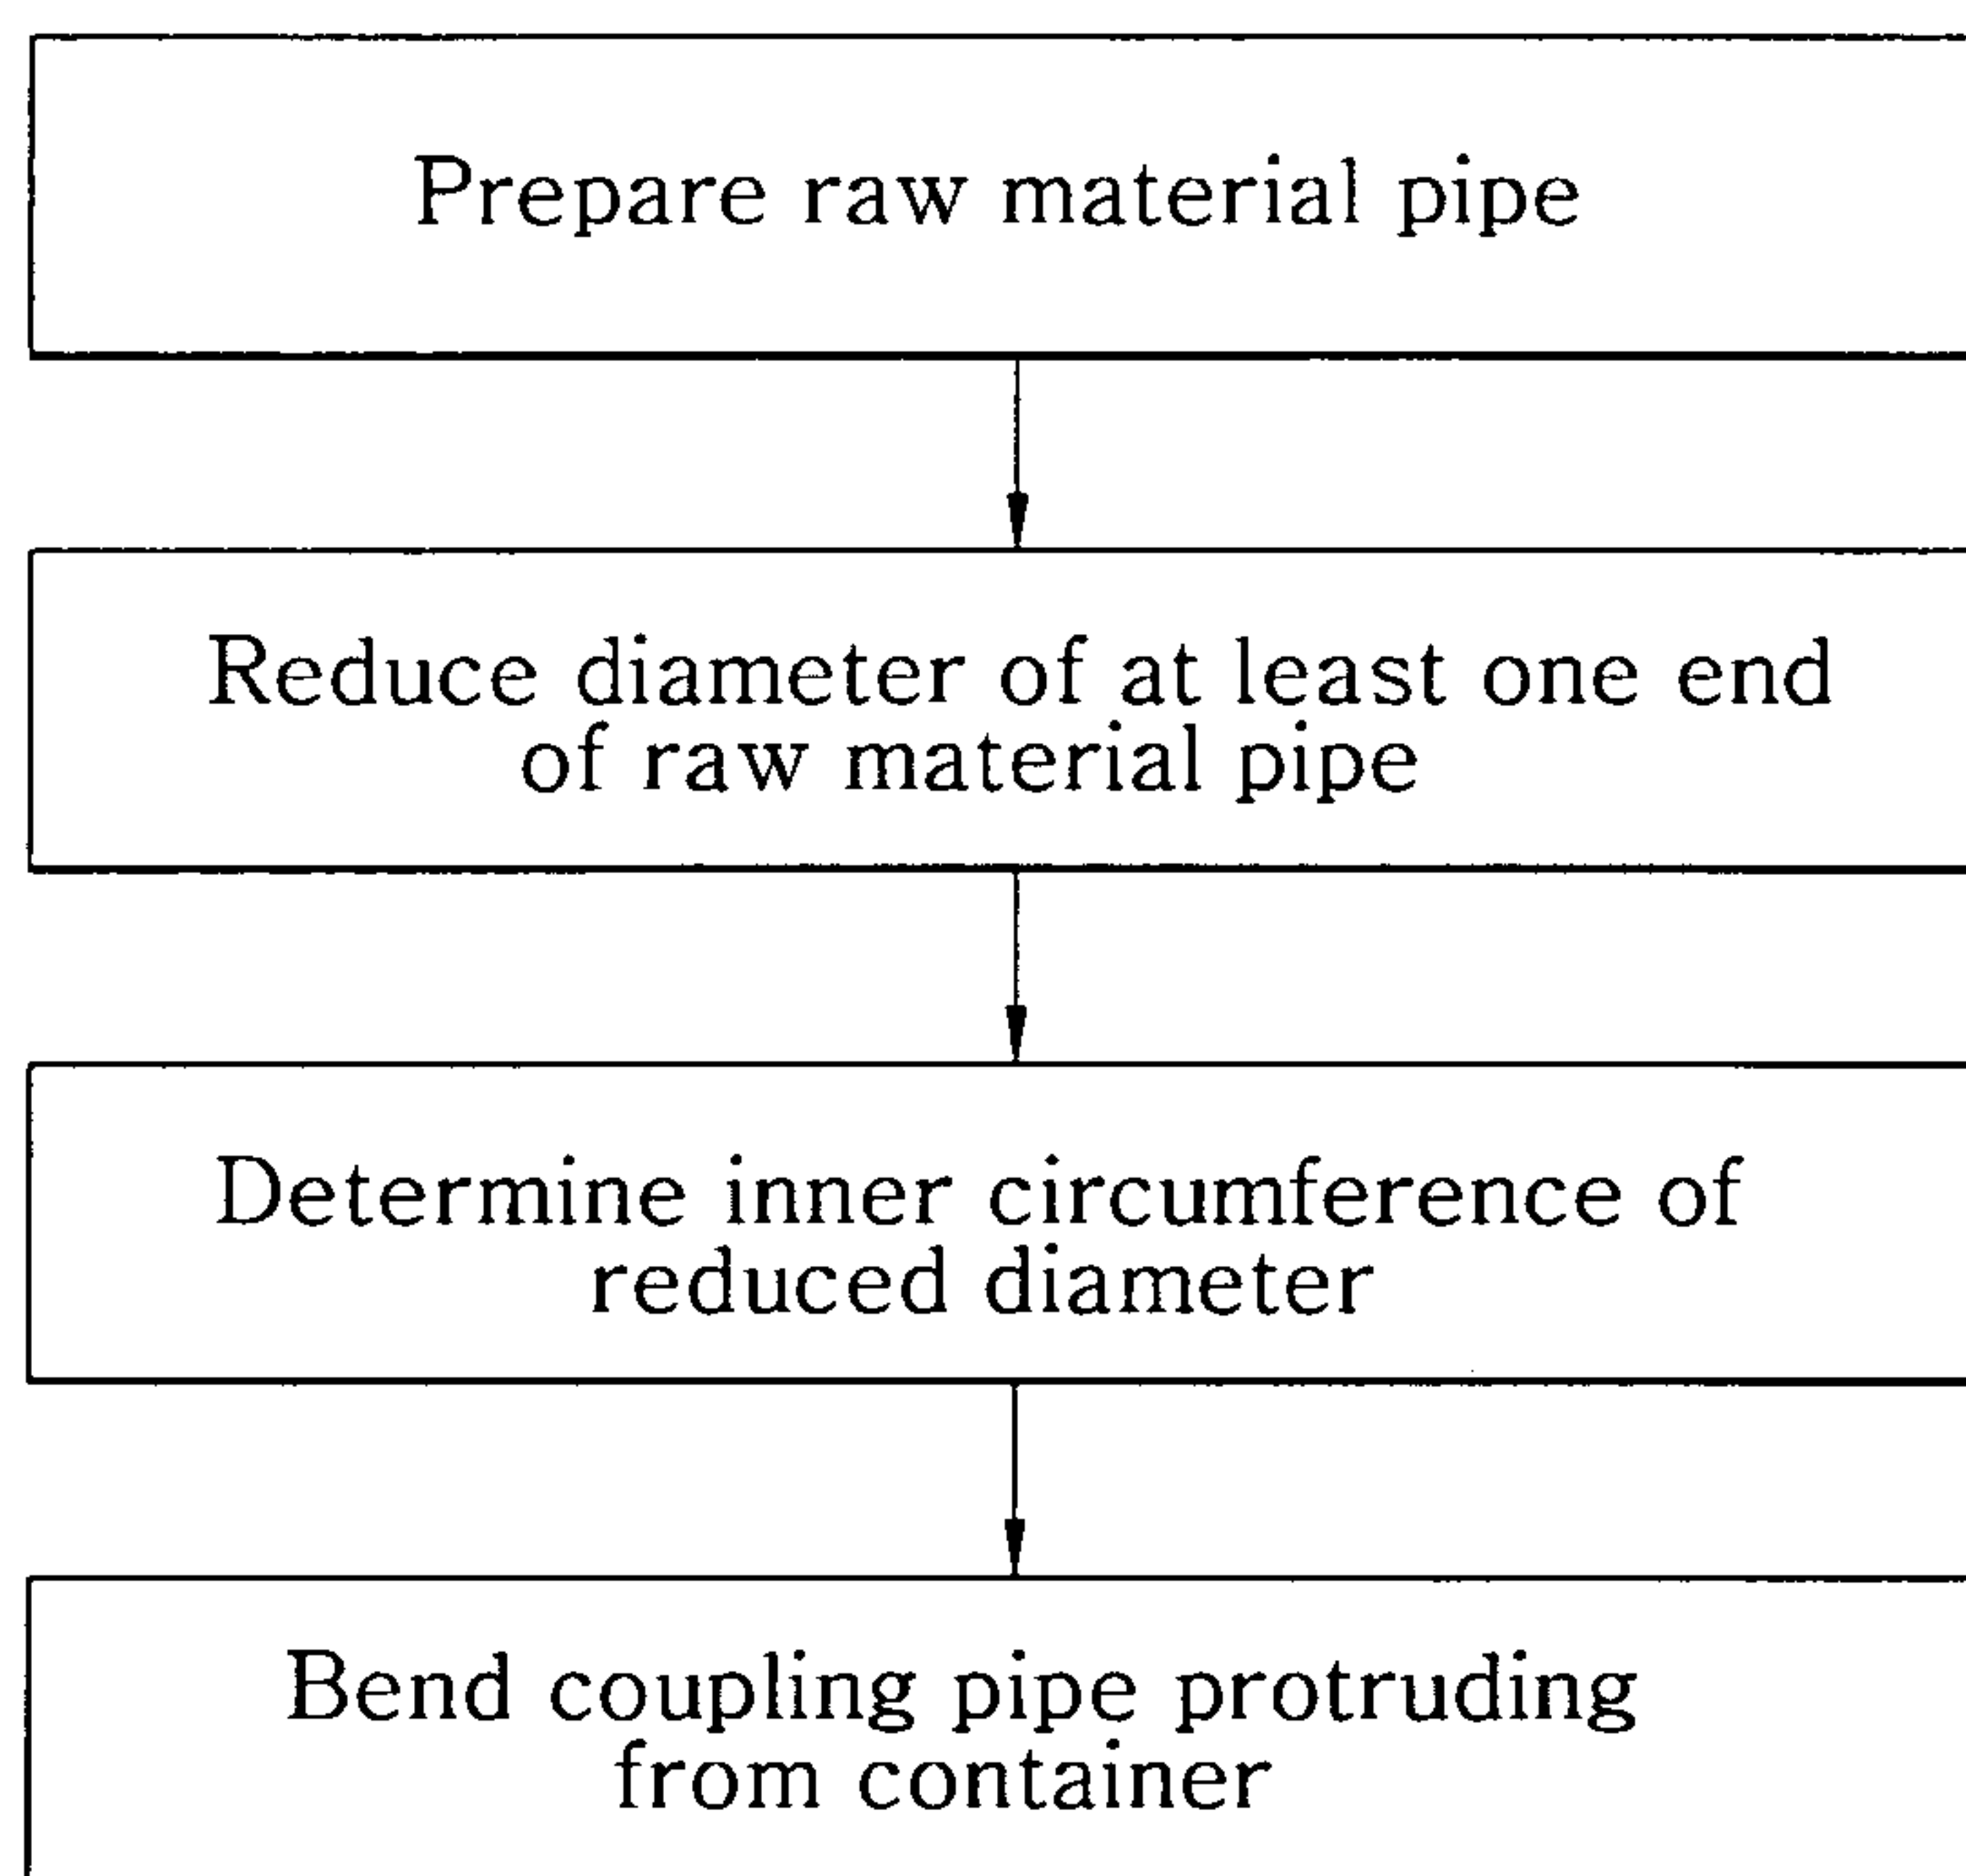 Prepare raw material pipe
Reduce diameter of at least one end
of raw material pipe
Determine inner circumference of
reduced diameter
Bend coupling pipe protruding
from container